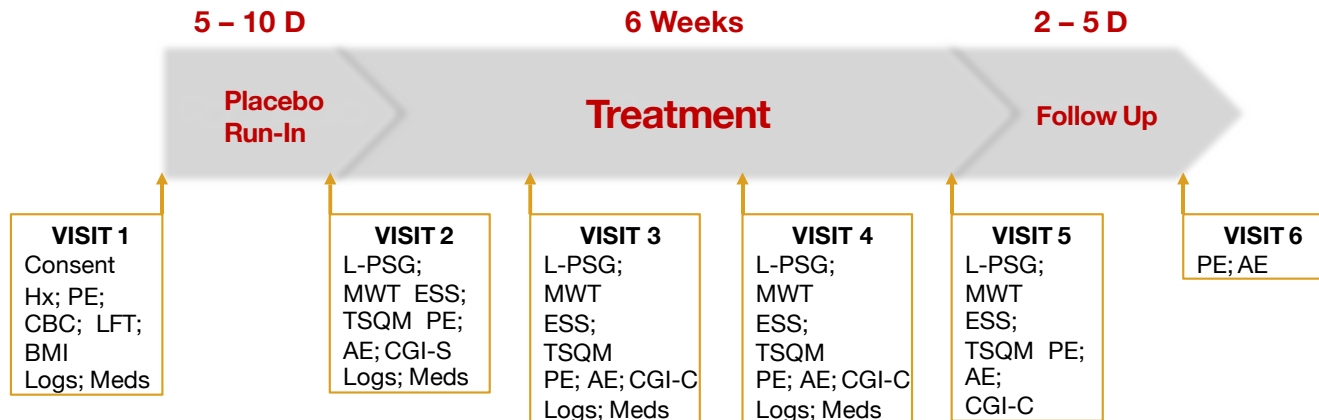 5 – 10 D
6 Weeks
2 – 5 D
Placebo
Run-In
Treatment
Follow Up
VISIT 1
Consent
Hx; PE;
CBC; LFT;
BMI
Logs; Meds
VISIT 2
L-PSG;
MWT ESS;
TSQM PE;
AE; CGI-S
Logs; Meds
VISIT 3
L-PSG;
MWT
ESS;
TSQM
PE; AE; CGI-C
Logs; Meds
VISIT 4
L-PSG;
MWT
ESS;
TSQM
PE; AE; CGI-C
Logs; Meds
VISIT 5
L-PSG;
MWT
ESS;
TSQM PE;
AE;
CGI-C
VISIT 6
PE; AE